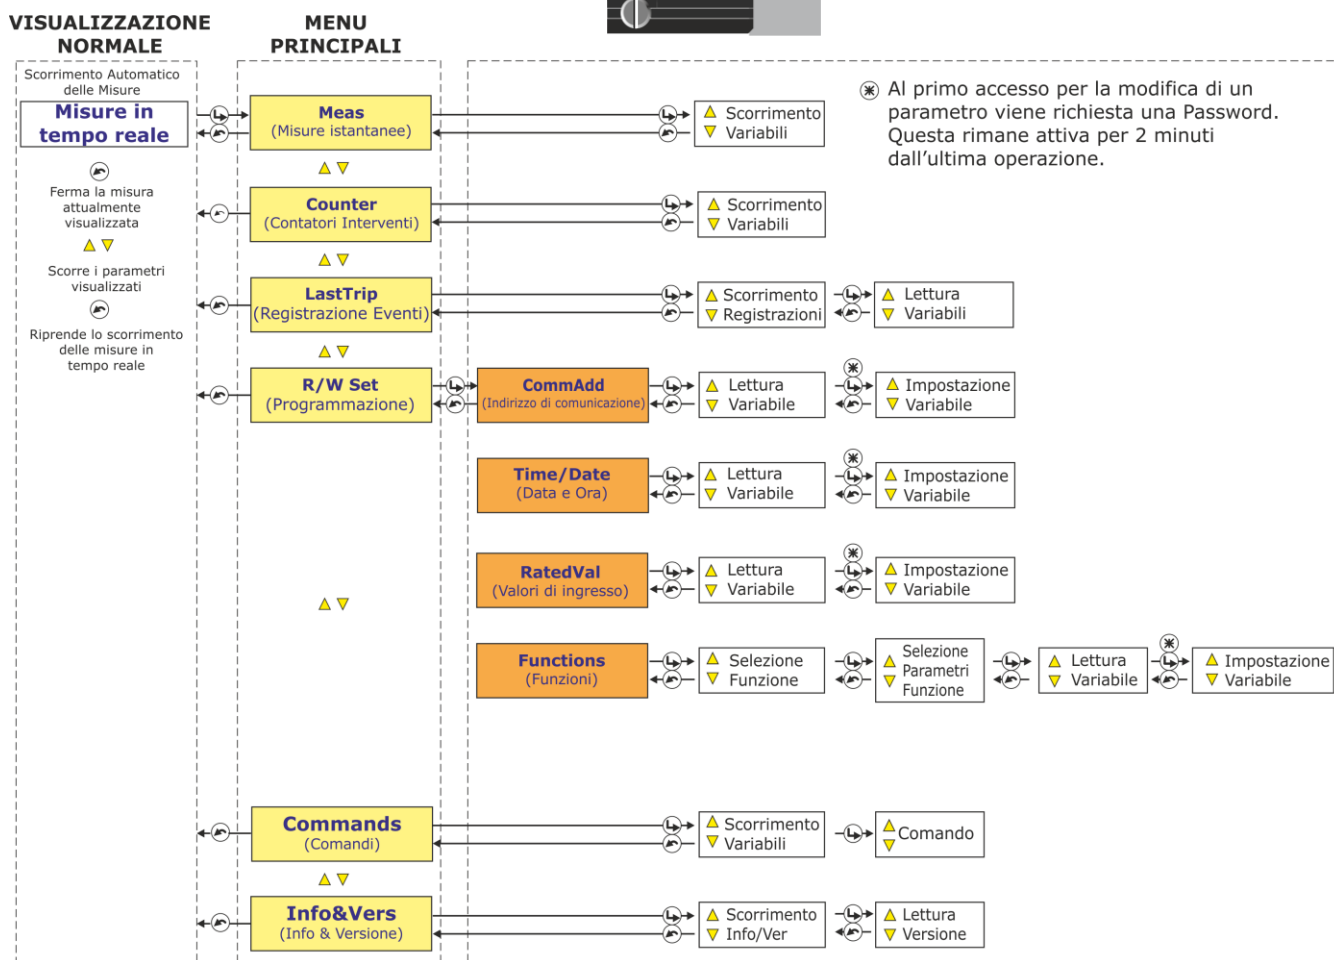 VISUALIZZAZIONE
NORMALE
MENU
PRINCIPALI
Scorrimento Automatico
delle Misure
Misure in
tempo reale
Ferma la misura
attualmente
visualizzata
Scorre i parametri
visualizzati
Riprende lo scorrimento
delle misure in
tempo reale
Meas
(Misure istantanee)
Scorrimento
Variabili
Al primo accesso per la modifica di un
parametro viene richiesta una Password.
Questa rimane attiva per 2 minuti
dall'ultima operazione.
Counter
(Contatori Interventi)
Scorrimento
Variabili
LastTrip
(Registrazione Eventi)
Scorrimento
Registrazioni
Lettura
Variabili
R/W Set
(Programmazione)
CommAdd
(Indirizzo di comunicazione)
Lettura
Variabile
Impostazione
Variabile
Time/Date
(Data e Ora)
Lettura
Variabile
Impostazione
Variabile
RatedVal
(Valori di ingresso)
Lettura
Variabile
Impostazione
Variabile
Functions
(Funzioni)
Selezione
Funzione
Selezione
Parametri
Funzione
Lettura
Variabile
Impostazione
Variabile
Commands
(Comandi)
Scorrimento
Variabili
Comando
Info&Vers
(Info & Versione)
Scorrimento
Info/Ver
Lettura
Versione